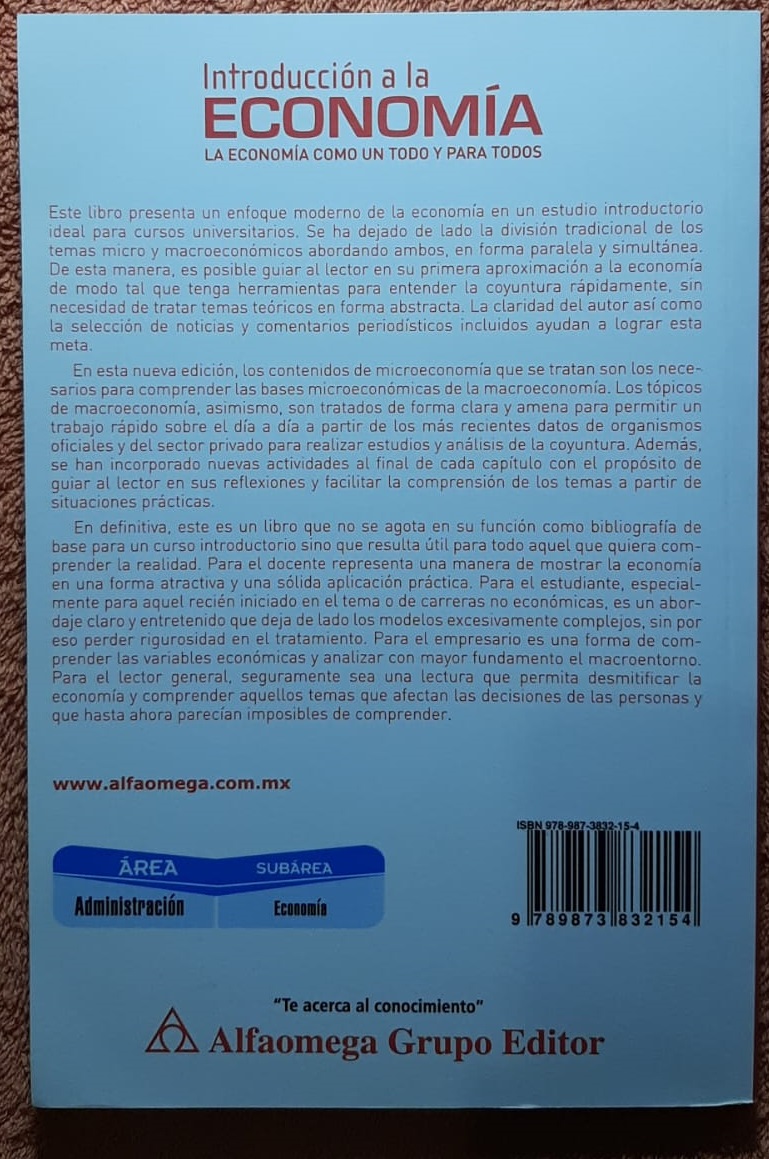 Introducción a la
ECONOMÍA
LA ECONOMÍA COMO UN TODO Y PARA TODOS
Este libro presenta un enfoque moderno de la economía en un estudio introductorio
ideal para cursos universitarios. Se ha dejado de lado la división tradicional de los
temas micro y macroeconómicos abordando ambos, en forma paralela y simultánea.
De esta manera, es posible guiar al lector en su primera aproximación a la economía
de modo tal que tenga herramientas para entender la coyuntura rápidamente, sin
necesidad de tratar temas teóricos en forma abstracta. La claridad del autor así como
la selección de noticias y comentarios periodísticos incluidos ayudan a lograr esta
meta.
En esta nueva edición, los contenidos de microeconomía que se tratan son los nece-
sarios para comprender las bases microeconómicas de la macroeconomía. Los tópicos
de macroeconomía, asimismo, son tratados de forma clara y amena para permitir un
trabajo rápido sobre el día a día a partir de los más recientes datos de organismos
oficiales y del sector privado para realizar estudios y análisis de la coyuntura. Además,
se han incorporado nuevas actividades al final de cada capítulo con el propósito de
guiar al lector en sus reflexiones y facilitar la comprensión de los temas a partir de
situaciones prácticas.
En definitiva, este es un libro que no se agota en su función como bibliografía de
base para un curso introductorio sino que resulta útil para todo aquel que quiera com-
prender la realidad. Para el docente representa una manera de mostrar la economía
en una forma atractiva y una sólida aplicación práctica. Para el estudiante, especial-
mente para aquel recién iniciado en el tema o de carreras no económicas, es un abor-
daje claro y entretenido que deja de lado los modelos excesivamente complejos, sin por
eso perder rigurosidad en el tratamiento. Para el empresario es una forma de com-
prender las variables económicas y analizar con mayor fundamento el macroentorno.
Para el lector general, seguramente sea una lectura que permita desmitificar la
economía y comprender aquellos temas que afectan las decisiones de las personas y
que hasta ahora parecían imposibles de comprender.
www.alfaomega.com.mx
ISBN 978-987-3832-15-4
ÁREA SUBÁREA
Administración Economía
9 789873 832154
"Te acerca al conocimiento"
Alfaomega Grupo Editor